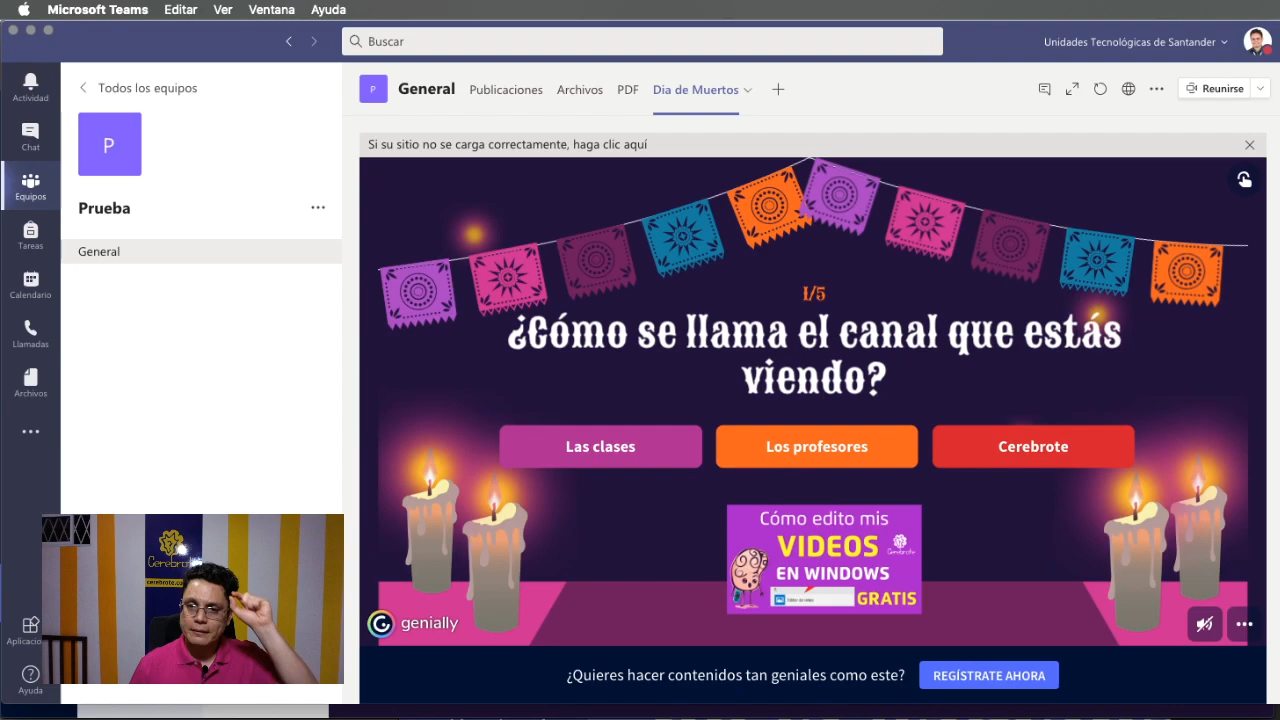 Microsoft Teams Editar Ver Ventana Ayuda
Buscar
Unidades Tecnológicas de Santander
Actividad
Chat
Equipos
Tareas
Calendario
Llamadas
Archivos
Aplicacio
Ayuda
Todos los equipos
P
Prueba
General
P
General Publicaciones Archivos PDF Dia de Muertos
Reunirse
Si su sitio no se carga correctamente, haga clic aquí
1/5
¿Cómo se llama el canal que estás
viendo?
Las clases
Los profesores
Cerebrote
Cómo edito mis
VIDEOS
Cerebrote
EN WINDOWS
GRATIS
genially
Cerebrote
¿Quieres hacer contenidos tan geniales como este?
REGÍSTRATE AHORA